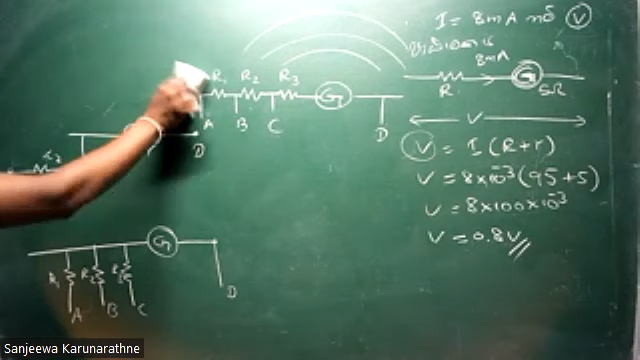 I = 8mA නම් V
8mA
R G 5R
V
V = I (R+r)
V = 8×10⁻³ (95+5)
V = 8×100×10⁻³
V = 0.8V
R₁ R₂ R₃ G
A B C D
D
G
R₁ R₂ R₃
A B C D
Sanjeewa Karunarathne